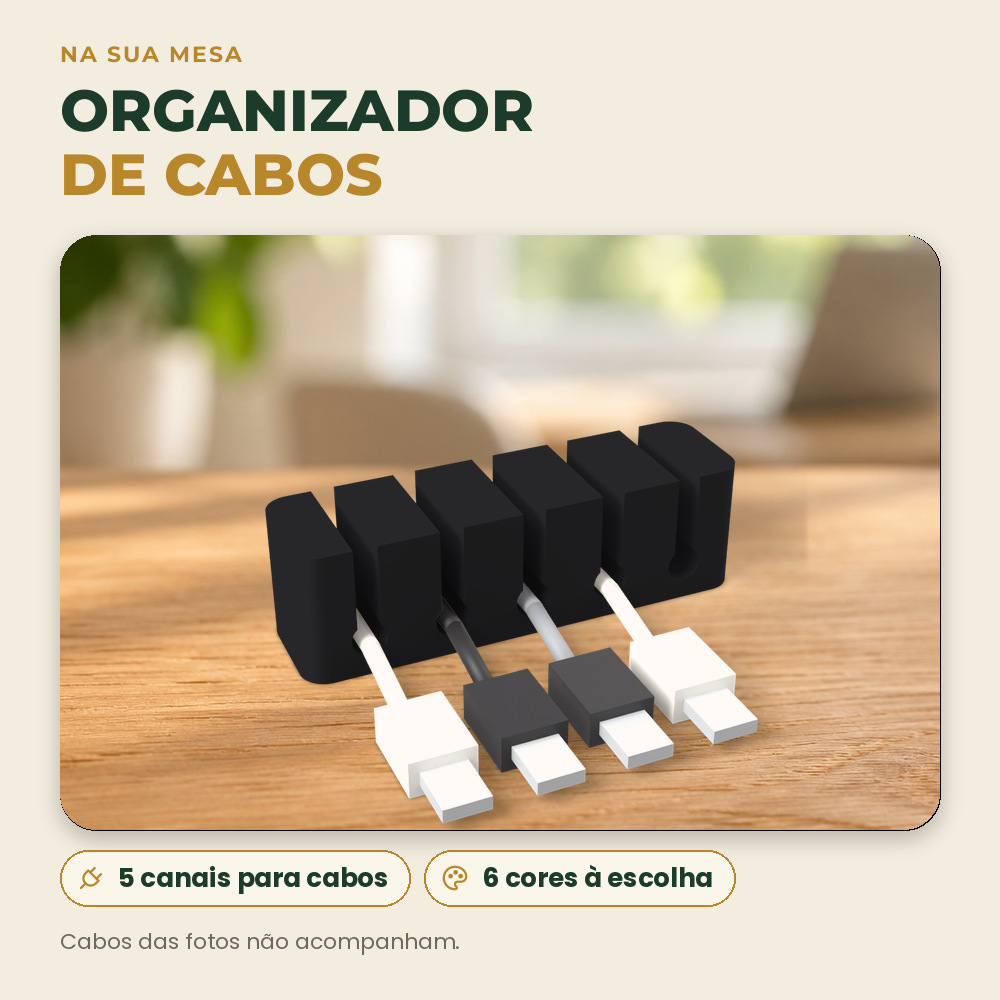 NA SUA MESA
ORGANIZADOR
DE CABOS
5 canais para cabos
6 cores à escolha
Cabos das fotos não acompanham.